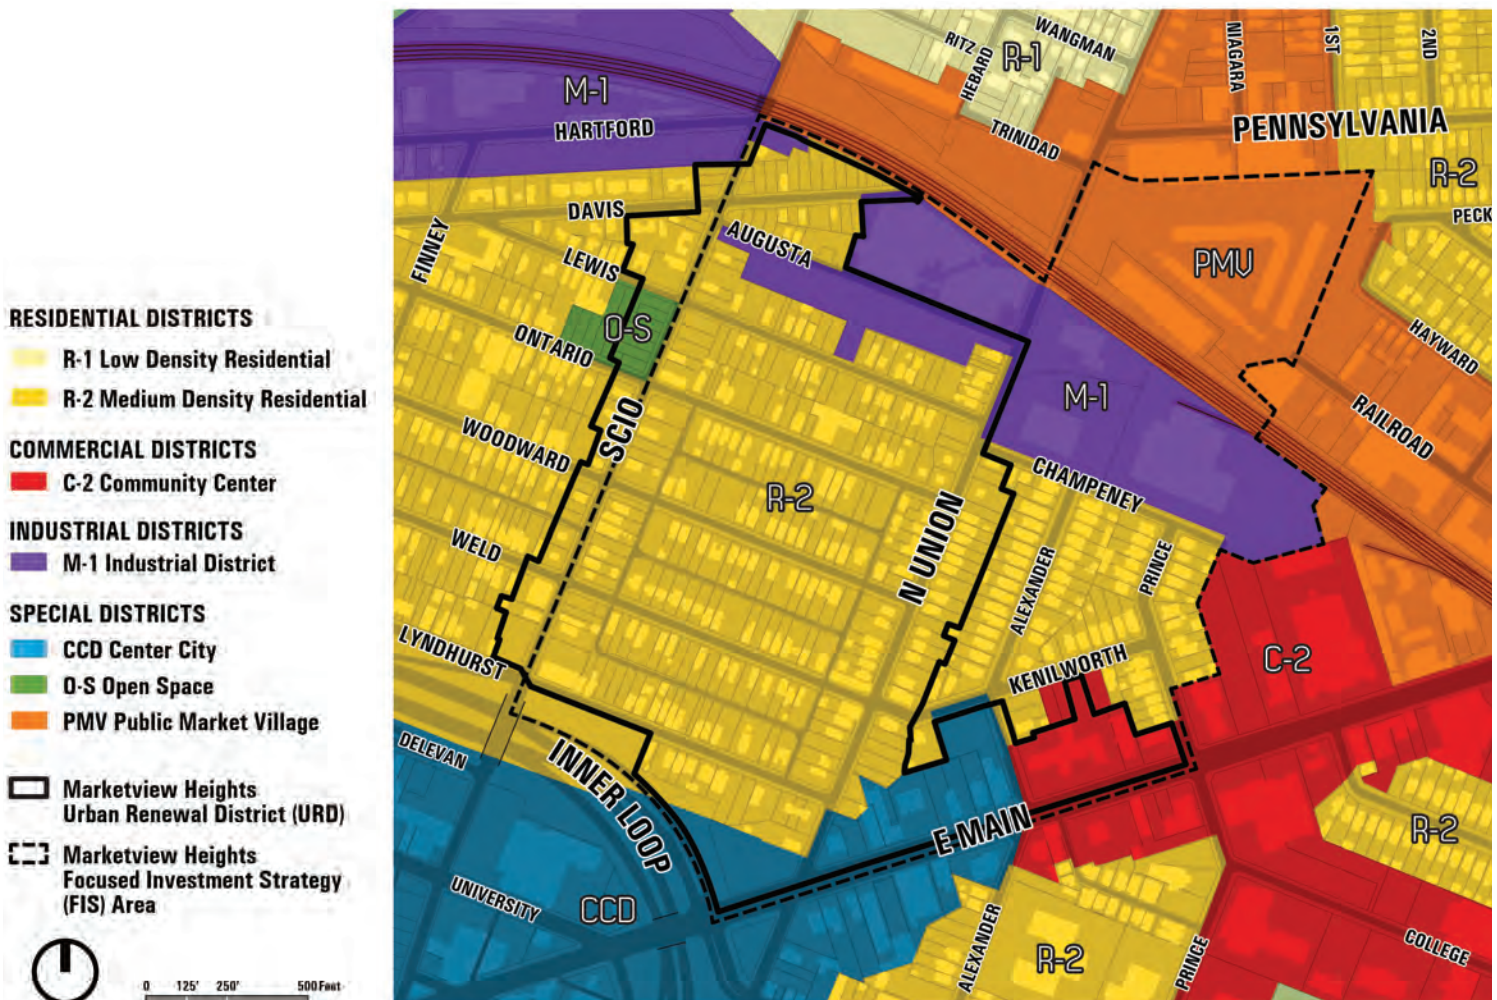 RESIDENTIAL DISTRICTS
R-1 Low Density Residential
R-2 Medium Density Residential
COMMERCIAL DISTRICTS
C-2 Community Center
INDUSTRIAL DISTRICTS
M-1 Industrial District
SPECIAL DISTRICTS
CCD Center City
O-S Open Space
PMV Public Market Village
Marketview Heights
Urban Renewal District (URD)
Marketview Heights
Focused Investment Strategy
(FIS) Area
0 125' 250' 500 Feet
M-1
HARTFORD
RITZ
HEBARD
WANGMAN
R-1
NIAGARA
1ST
2ND
TRINIDAD
PENNSYLVANIA
R-2
PECK
DAVIS
FINNEY
LEWIS
AUGUSTA
PMV
O-S
ONTARIO
HAYWARD
M-1
RAILROAD
SCIO
WOODWARD
R-2
CHAMPENEY
N UNION
WELD
ALEXANDER
PRINCE
LYNDHURST
KENILWORTH
C-2
DELEVAN
INNER LOOP
E-MAIN
R-2
UNIVERSITY
CCD
ALEXANDER
R-2
PRINCE
COLLEGE